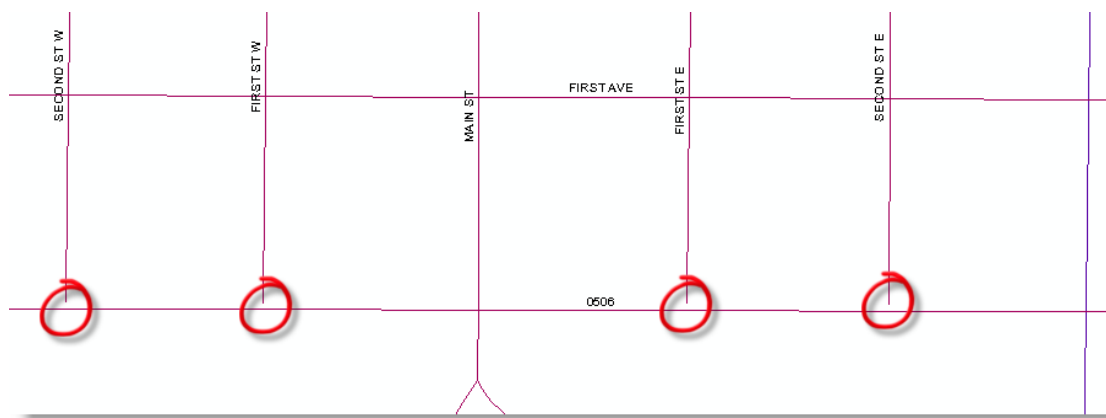 SECOND ST W
FIRST ST W
MAIN ST
FIRST AVE
FIRST ST E
SECOND ST E
0506